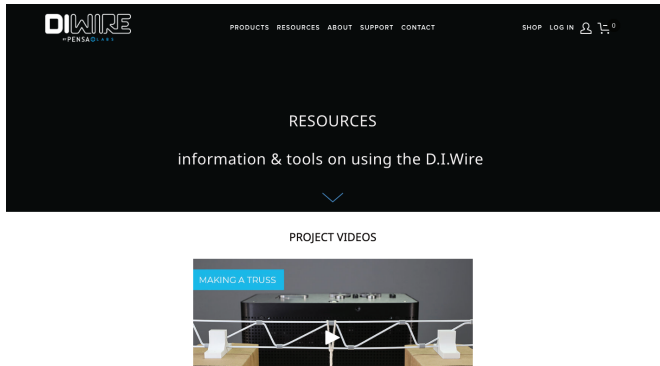 DIWIRE
BY PENSA LABS
PRODUCTS RESOURCES ABOUT SUPPORT CONTACT
SHOP LOG IN 0
RESOURCES
information & tools on using the D.I.Wire
PROJECT VIDEOS
MAKING A TRUSS